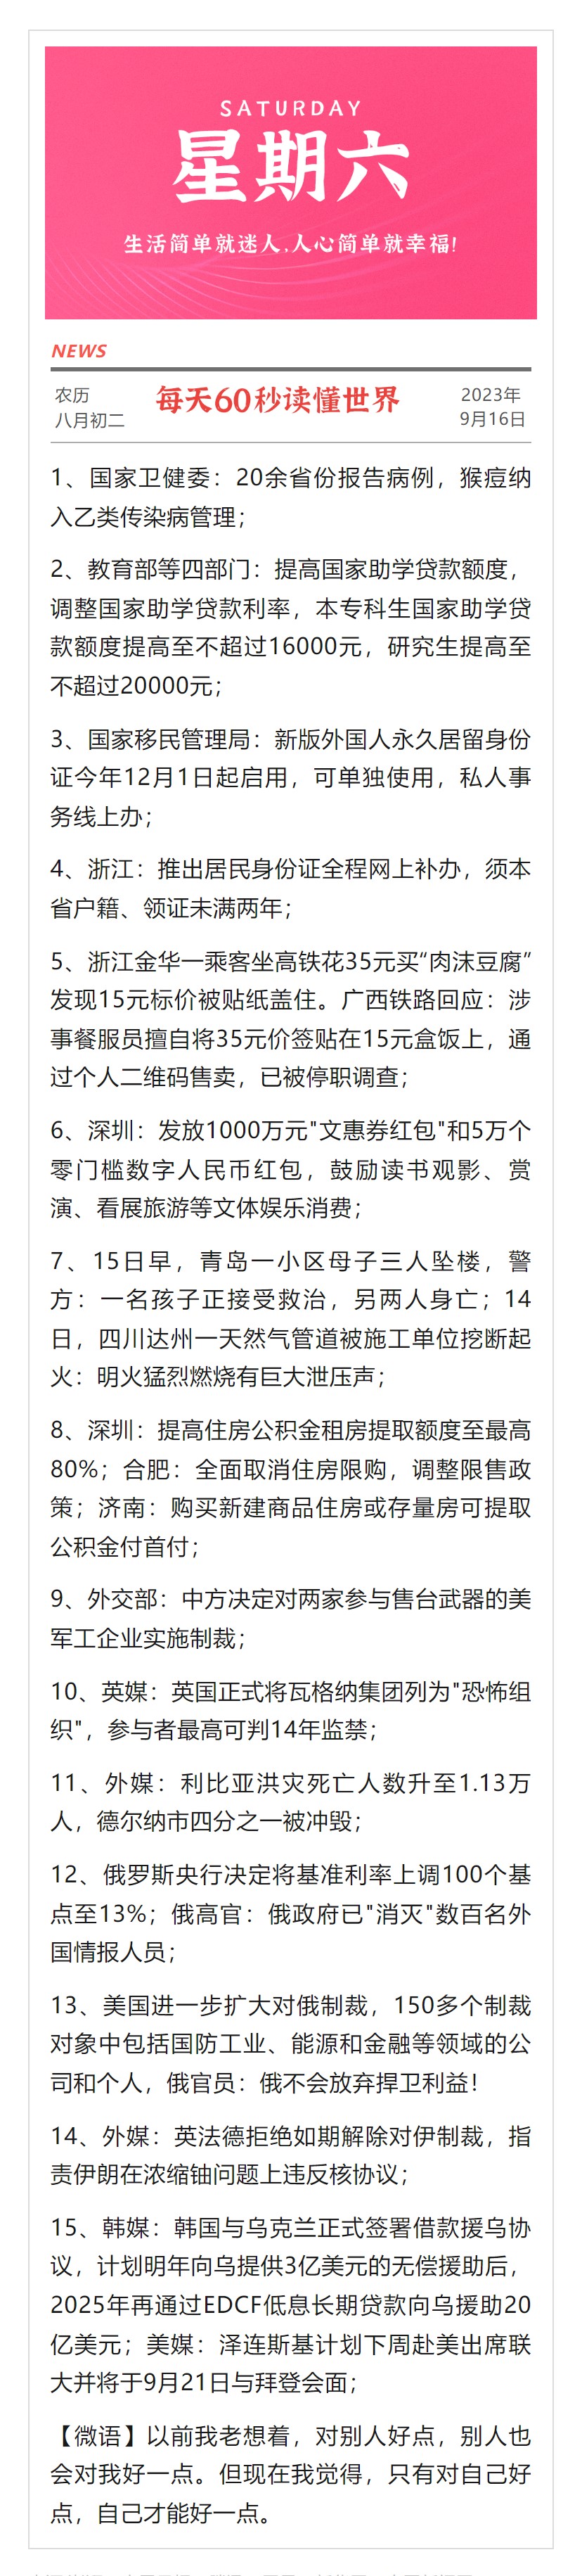 SATURDAY
星期六
生活简单就迷人,人心简单就幸福!
NEWS
农历
八月初二
每天60秒读懂世界
2023年
9月16日
1、国家卫健委：20余省份报告病例，猴痘纳
入乙类传染病管理；
2、教育部等四部门：提高国家助学贷款额度，
调整国家助学贷款利率，本专科生国家助学贷
款额度提高至不超过16000元，研究生提高至
不超过20000元；
3、国家移民管理局：新版外国人永久居留身份
证今年12月1日起启用，可单独使用，私人事
务线上办；
4、浙江：推出居民身份证全程网上补办，须本
省户籍、领证未满两年；
5、浙江金华一乘客坐高铁花35元买“肉沫豆腐”
发现15元标价被贴纸盖住。广西铁路回应：涉
事餐服员擅自将35元价签贴在15元盒饭上，通
过个人二维码售卖，已被停职调查；
6、深圳：发放1000万元"文惠券红包"和5万个
零门槛数字人民币红包，鼓励读书观影、赏
演、看展旅游等文体娱乐消费；
7、15日早，青岛一小区母子三人坠楼，警
方：一名孩子正接受救治，另两人身亡；14
日，四川达州一天然气管道被施工单位挖断起
火：明火猛烈燃烧有巨大泄压声；
8、深圳：提高住房公积金租房提取额度至最高
80%；合肥：全面取消住房限购，调整限售政
策；济南：购买新建商品住房或存量房可提取
公积金付首付；
9、外交部：中方决定对两家参与售台武器的美
军工企业实施制裁；
10、英媒：英国正式将瓦格纳集团列为"恐怖组
织"，参与者最高可判14年监禁；
11、外媒：利比亚洪灾死亡人数升至1.13万
人，德尔纳市四分之一被冲毁；
12、俄罗斯央行决定将基准利率上调100个基
点至13%；俄高官：俄政府已"消灭"数百名外
国情报人员；
13、美国进一步扩大对俄制裁，150多个制裁
对象中包括国防工业、能源和金融等领域的公
司和个人，俄官员：俄不会放弃捍卫利益！
14、外媒：英法德拒绝如期解除对伊制裁，指
责伊朗在浓缩铀问题上违反核协议；
15、韩媒：韩国与乌克兰正式签署借款援乌协
议，计划明年向乌提供3亿美元的无偿援助后，
2025年再通过EDCF低息长期贷款向乌援助20
亿美元；美媒：泽连斯基计划下周赴美出席联
大并将于9月21日与拜登会面；
【微语】以前我老想着，对别人好点，别人也
会对我好一点。但现在我觉得，只有对自己好
点，自己才能好一点。